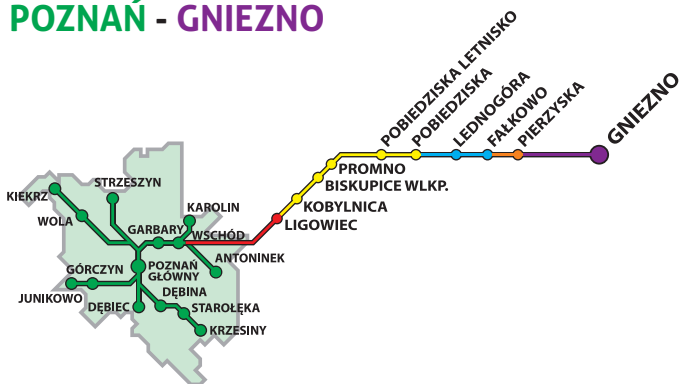 POZNAŃ - GNIEZNO
POBIEDZISKA LETNISKO
POBIEDZISKA
LEDNOGÓRA
FAŁKOWO
PIERZYSKA
GNIEZNO
PROMNO
BISKUPICE WLKP.
KOBYLNICA
LIGOWIEC
STRZESZYN
KIEKRZ
KAROLIN
WOLA
GARBARY
WSCHÓD
ANTONINEK
GÓRCZYN
POZNAŃ
GŁÓWNY
JUNIKOWO
DĘBINA
DĘBIEC
STAROŁĘKA
KRZESINY